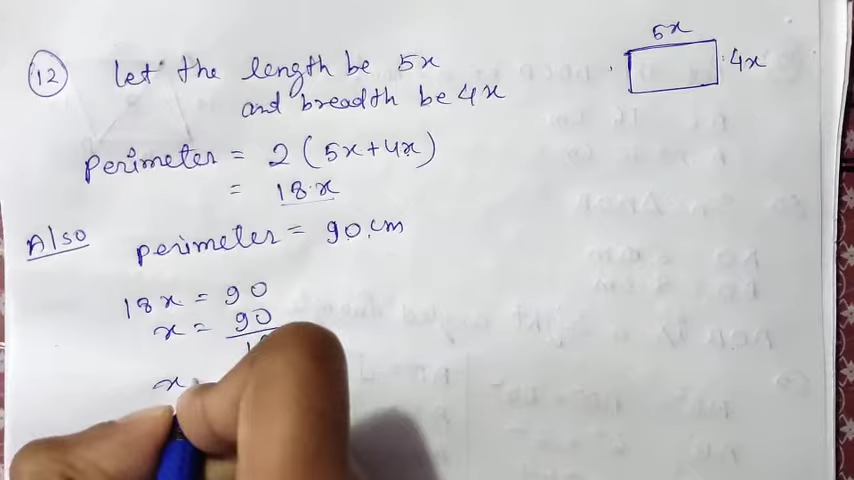 12 Let the length be 5x
and breadth be 4x
5x
4x
Perimeter = 2 (5x+4x)
= 18x
Also perimeter = 90 cm
18x = 90
x = 90
x